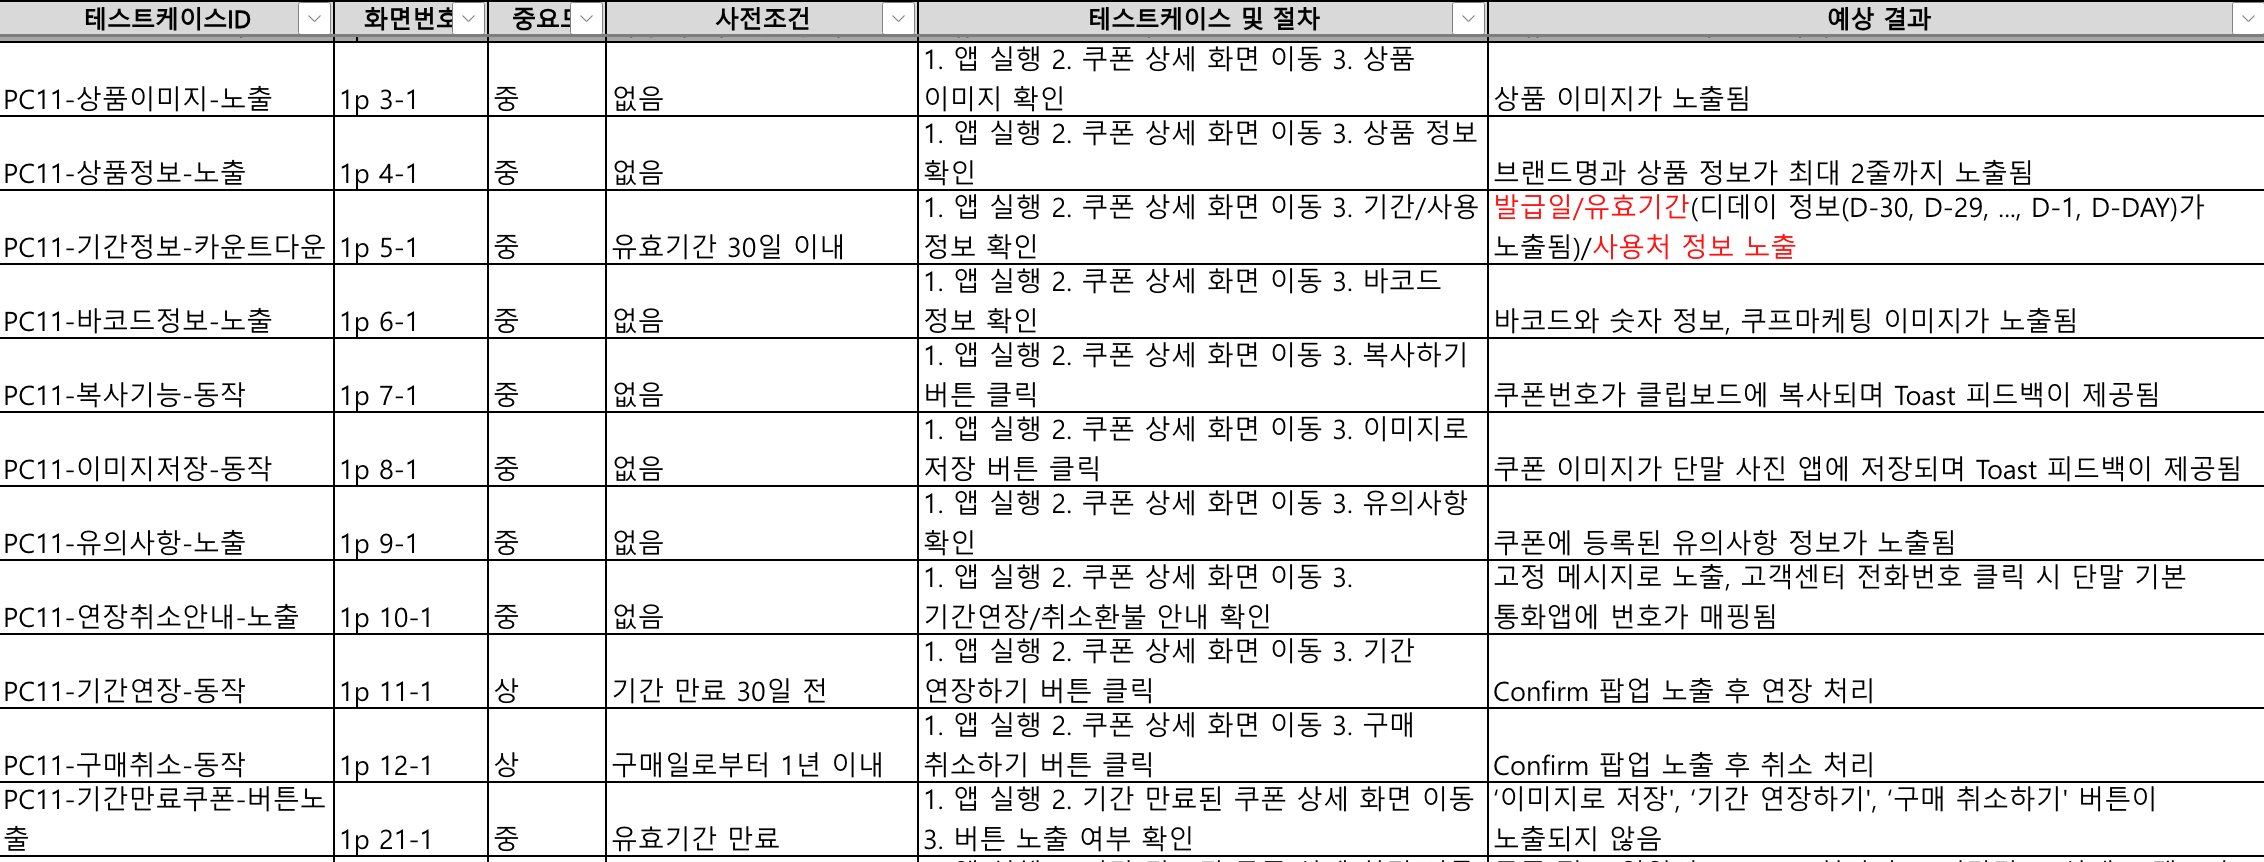 테스트케이스ID 화면번호 중요도 사전조건 테스트케이스 및 절차 예상 결과
PC11-상품이미지-노출 1p 3-1 중 없음
1. 앱 실행 2. 쿠폰 상세 화면 이동 3. 상품
이미지 확인
상품 이미지가 노출됨
PC11-상품정보-노출 1p 4-1 중 없음
1. 앱 실행 2. 쿠폰 상세 화면 이동 3. 상품 정보
확인
브랜드명과 상품 정보가 최대 2줄까지 노출됨
PC11-기간정보-카운트다운 1p 5-1 중 유효기간 30일 이내
1. 앱 실행 2. 쿠폰 상세 화면 이동 3. 기간/사용
정보 확인
발급일/유효기간(디데이 정보(D-30, D-29, ..., D-1, D-DAY)가
노출됨)/사용처 정보 노출
PC11-바코드정보-노출 1p 6-1 중 없음
1. 앱 실행 2. 쿠폰 상세 화면 이동 3. 바코드
정보 확인
바코드와 숫자 정보, 쿠프마케팅 이미지가 노출됨
PC11-복사기능-동작 1p 7-1 중 없음
1. 앱 실행 2. 쿠폰 상세 화면 이동 3. 복사하기
버튼 클릭
쿠폰번호가 클립보드에 복사되며 Toast 피드백이 제공됨
PC11-이미지저장-동작 1p 8-1 중 없음
1. 앱 실행 2. 쿠폰 상세 화면 이동 3. 이미지로
저장 버튼 클릭
쿠폰 이미지가 단말 사진 앱에 저장되며 Toast 피드백이 제공됨
PC11-유의사항-노출 1p 9-1 중 없음
1. 앱 실행 2. 쿠폰 상세 화면 이동 3. 유의사항
확인
쿠폰에 등록된 유의사항 정보가 노출됨
PC11-연장취소안내-노출 1p 10-1 중 없음
1. 앱 실행 2. 쿠폰 상세 화면 이동 3.
기간연장/취소환불 안내 확인
고정 메시지로 노출, 고객센터 전화번호 클릭 시 단말 기본
통화앱에 번호가 매핑됨
PC11-기간연장-동작 1p 11-1 상 기간 만료 30일 전
1. 앱 실행 2. 쿠폰 상세 화면 이동 3. 기간
연장하기 버튼 클릭
Confirm 팝업 노출 후 연장 처리
PC11-구매취소-동작 1p 12-1 상 구매일로부터 1년 이내
1. 앱 실행 2. 쿠폰 상세 화면 이동 3. 구매
취소하기 버튼 클릭
Confirm 팝업 노출 후 취소 처리
PC11-기간만료쿠폰-버튼노
출
1p 21-1 중 유효기간 만료
1. 앱 실행 2. 기간 만료된 쿠폰 상세 화면 이동
3. 버튼 노출 여부 확인
‘이미지로 저장', ‘기간 연장하기', ‘구매 취소하기' 버튼이
노출되지 않음